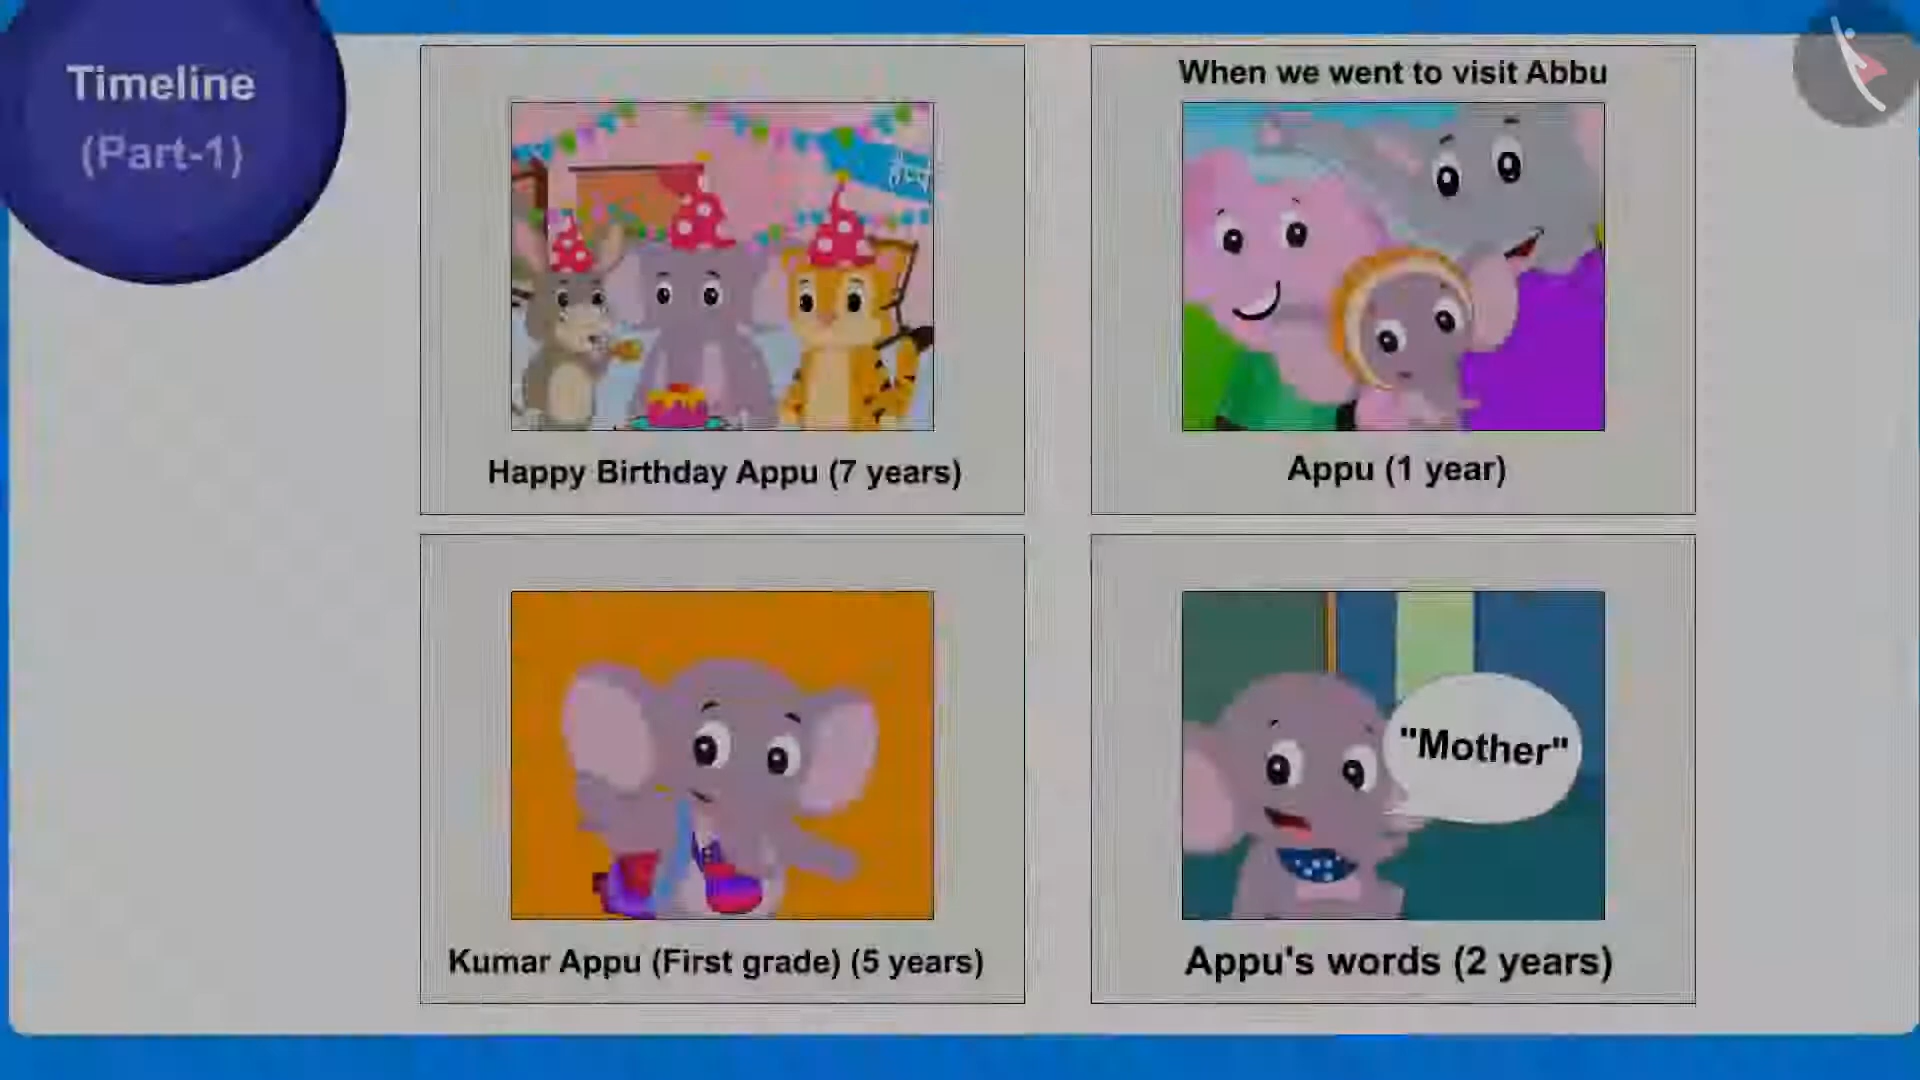 Timeline
(Part-1)
Happy Birthday Appu (7 years)
When we went to visit Abbu
Appu (1 year)
Kumar Appu (First grade) (5 years)
"Mother"
Appu's words (2 years)